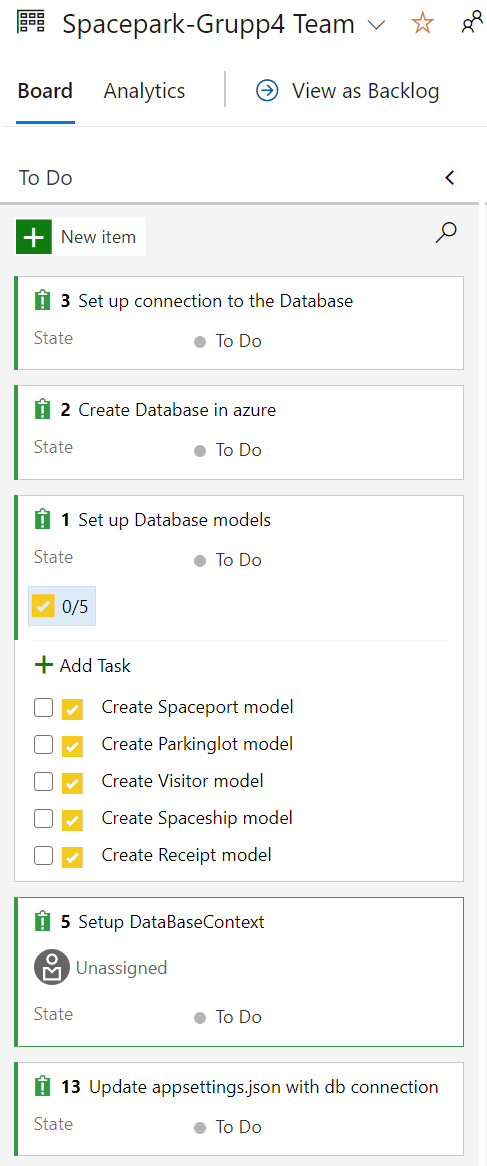 Spacepark-Grupp4 Team
Board Analytics View as Backlog
To Do
New item
3 Set up connection to the Database
State To Do
2 Create Database in azure
State To Do
1 Set up Database models
State To Do
0/5
Add Task
Create Spaceport model
Create Parkinglot model
Create Visitor model
Create Spaceship model
Create Receipt model
5 Setup DataBaseContext
Unassigned
State To Do
13 Update appsettings.json with db connection
State To Do